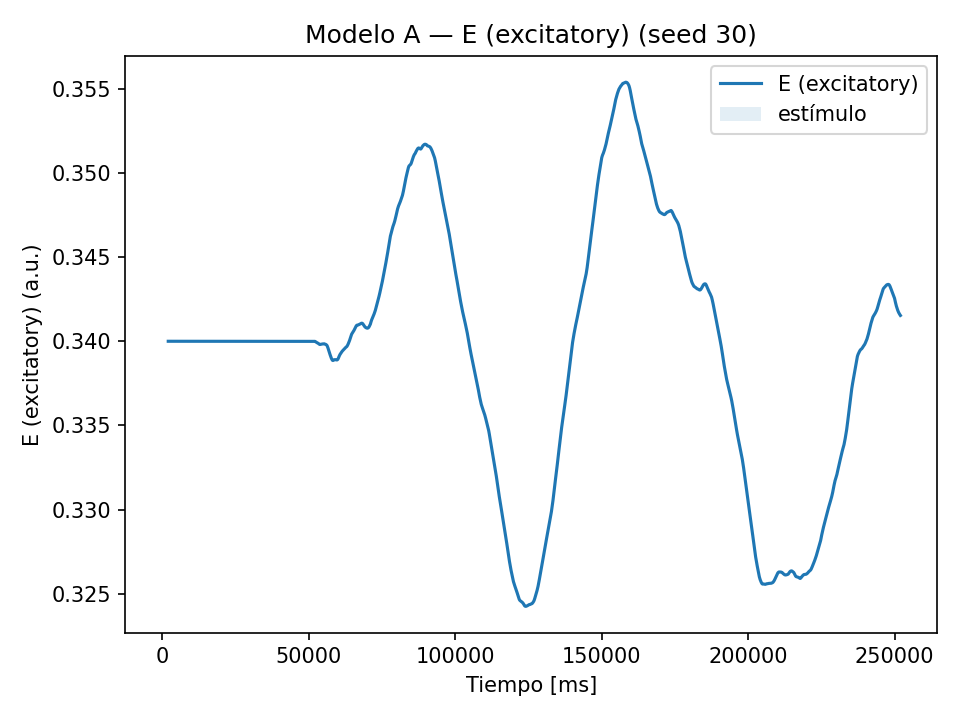 Modelo A — E (excitatory) (seed 30)
E (excitatory)
estímulo
E (excitatory) (a.u.)
0.355
0.350
0.345
0.340
0.335
0.330
0.325
0 50000 100000 150000 200000 250000
Tiempo [ms]